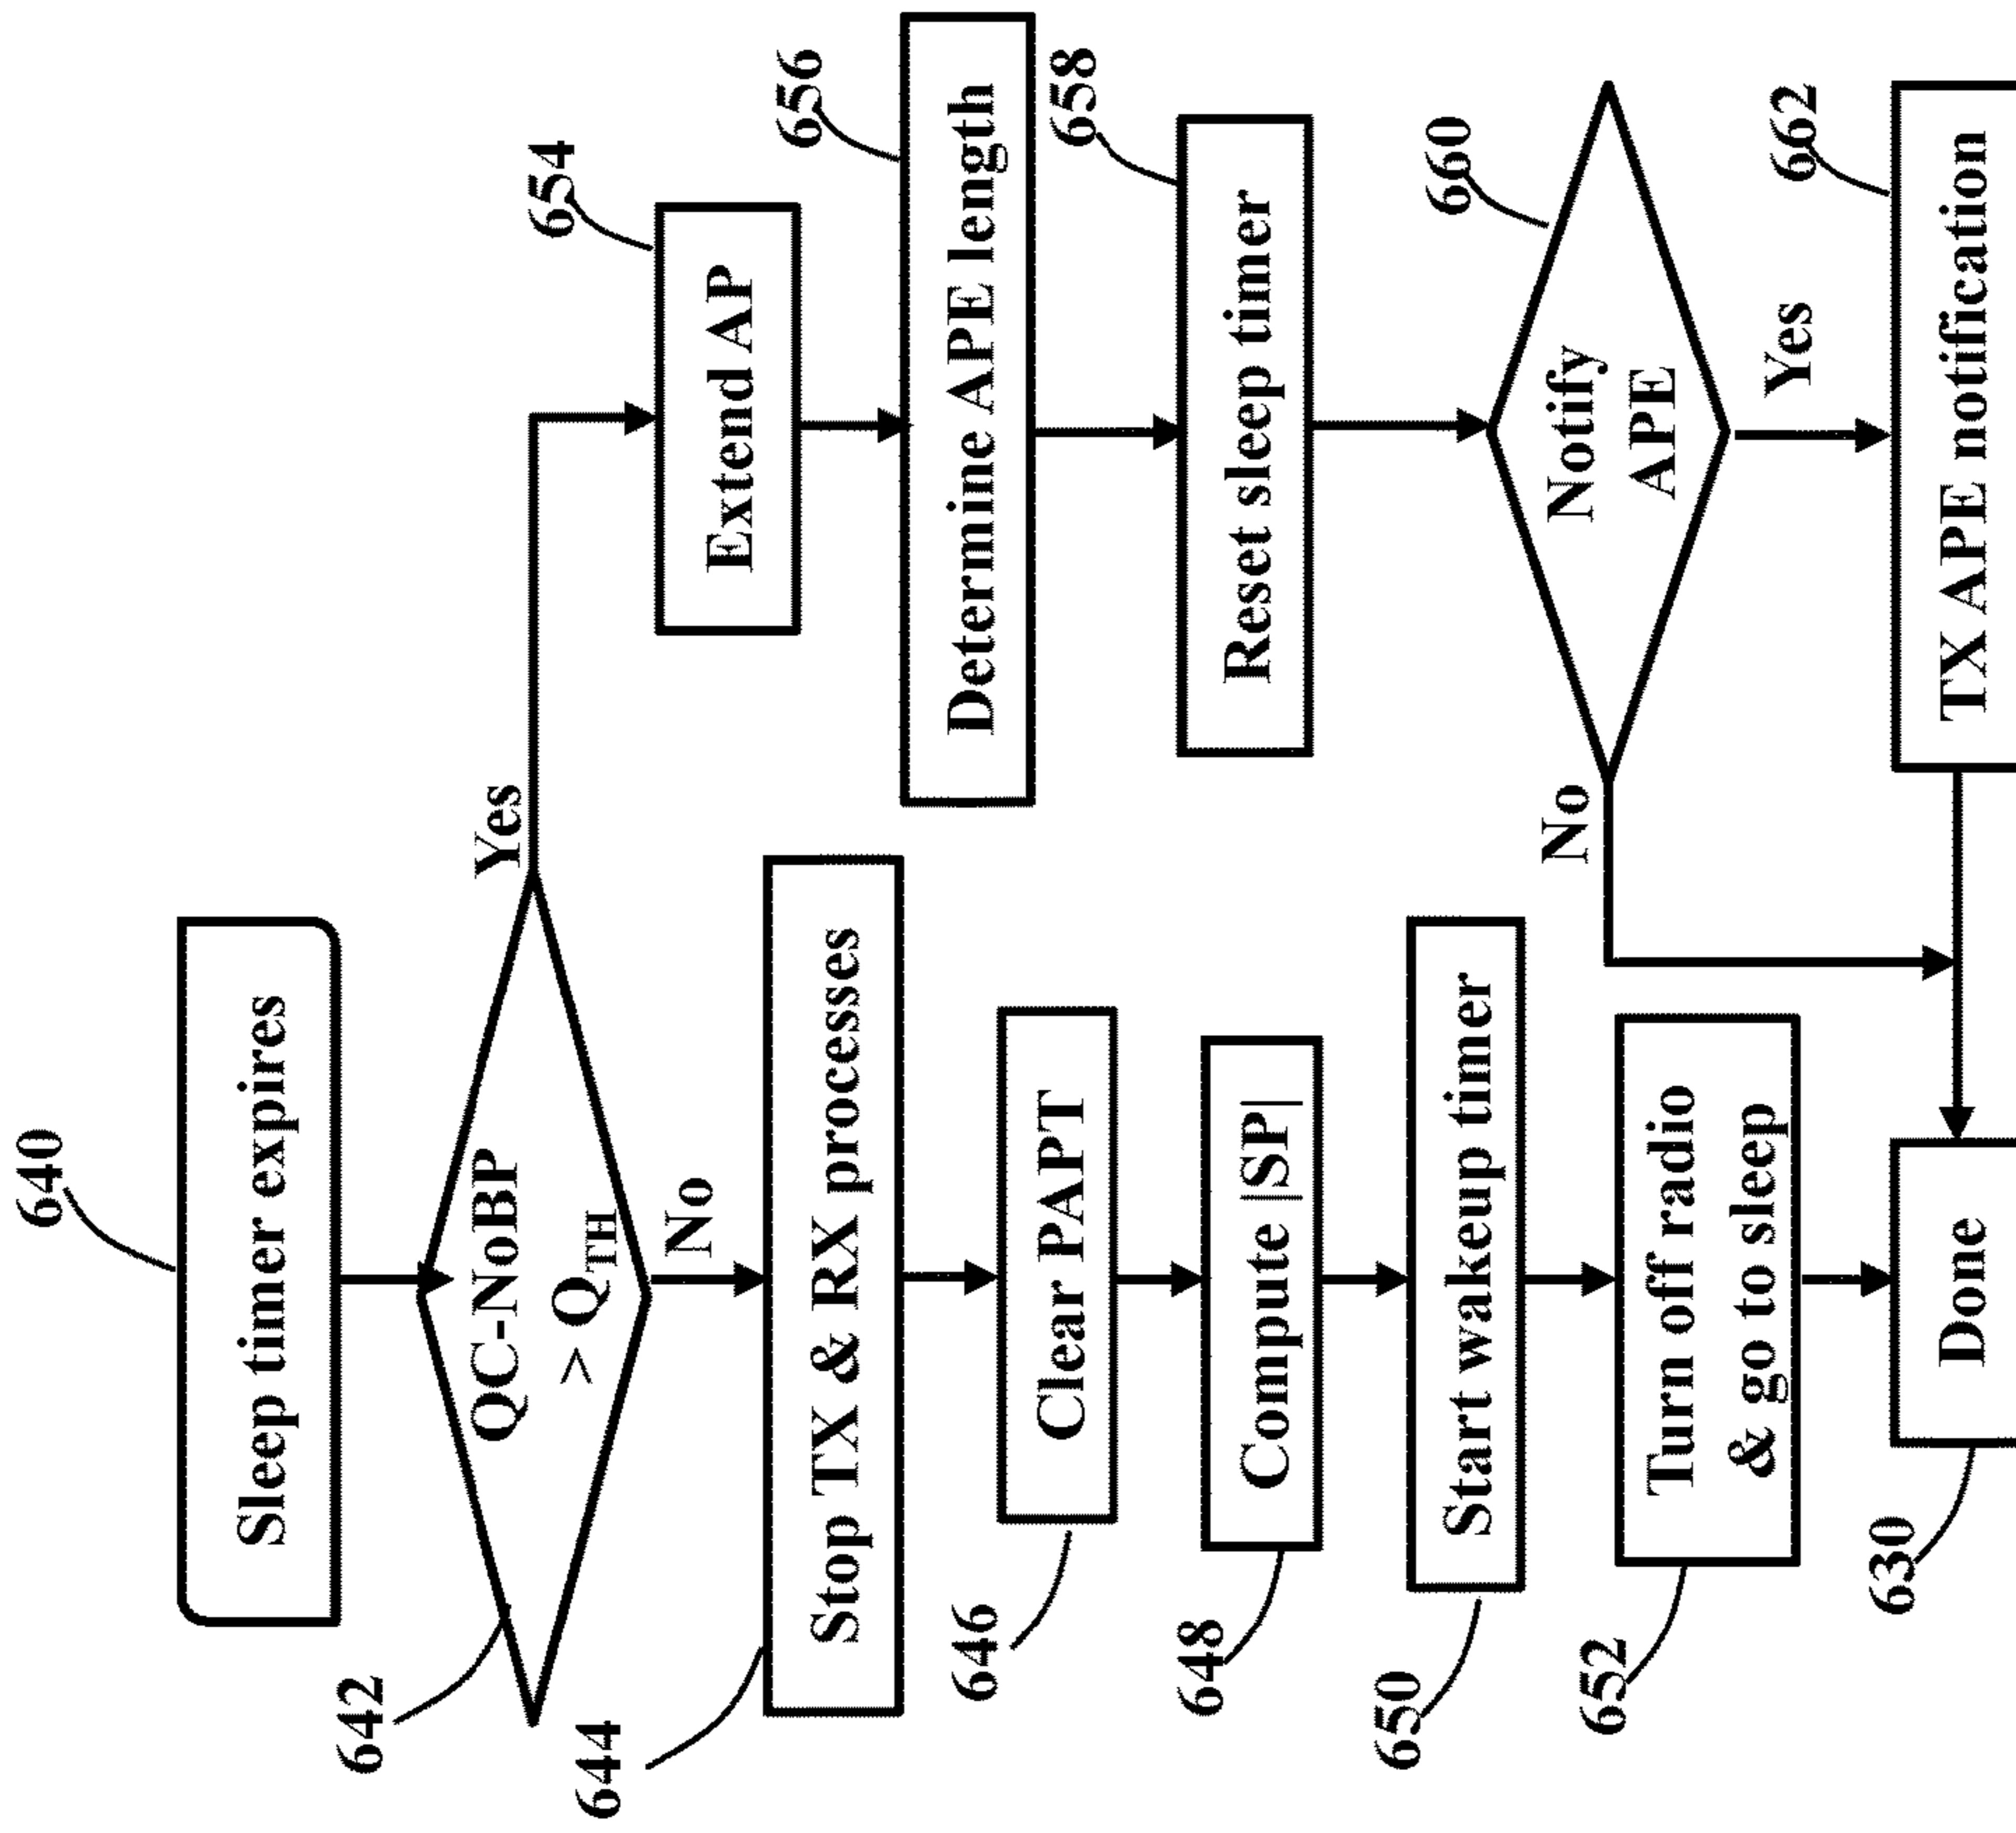 640
Sleep timer expires
642
QC-NoBP
> QTH
Yes
No
644
Stop TX & RX processes
646
Clear PAPT
648
Compute |SP|
650
Start wakeup timer
652
Turn off radio
& go to sleep
630
Done
654
Extend AP
656
Determine APE length
658
Reset sleep timer
660
Notify
APE
No
Yes
662
TX APE notification